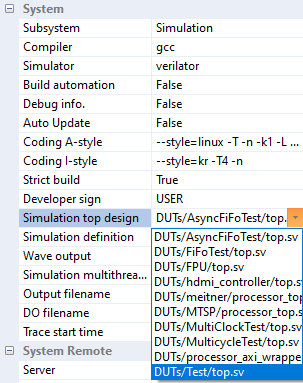 System
Subsystem Simulation
Compiler gcc
Simulator verilator
Build automation False
Debug info. False
Auto Update False
Coding A-style --style=linux -T -n -k1 -L ...
Coding I-style --style=kr -T4 -n
Strict build True
Developer sign USER
Simulation top design DUTs/AsyncFiFoTest/top.
Simulation definition DUTs/AsyncFiFoTest/top.sv
Wave output DUTs/FiFoTest/top.sv
Simulation multithrea... DUTs/FPU/top.sv
DUTs/hdmi_controller/top.sv
Output filename DUTs/meitner/processor_top
DUTs/MTSP/processor_top.s
DO filename DUTs/MultiClockTest/top.sv
Trace start time DUTs/MulticycleTest/top.sv
System Remote DUTs/processor_axi_wrappe
Server DUTs/Test/top.sv